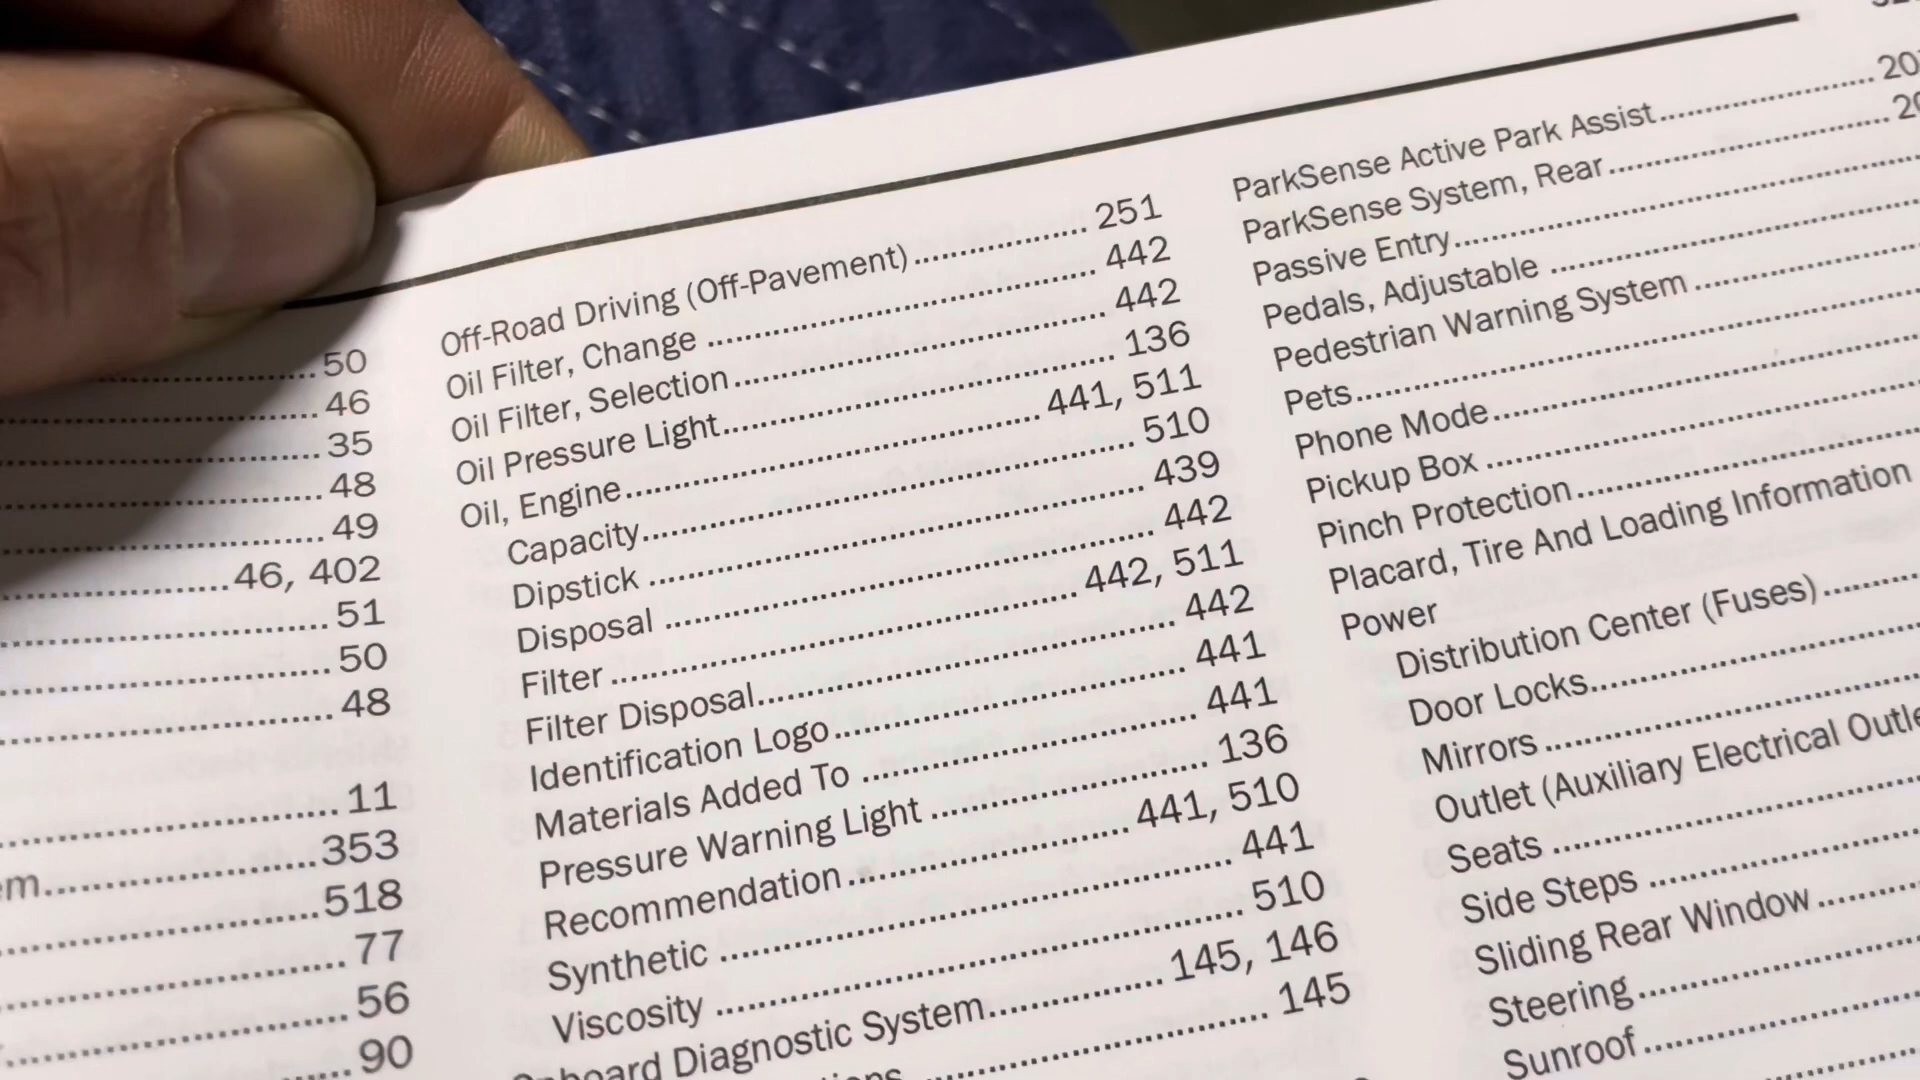 50
46
35
48
49
46, 402
51
50
48
11
353
518
77
56
90
Off-Road Driving (Off-Pavement) 251
Oil Filter, Change 442
Oil Filter, Selection 442
Oil Pressure Light 136
Oil, Engine 441, 511
Capacity 510
Dipstick 439
Disposal 442
Filter 442, 511
Filter Disposal 442
Identification Logo 441
Materials Added To 441
Pressure Warning Light 136
Recommendation 441, 510
Synthetic 441
Viscosity 510
Diagnostic System 145, 146
145
ParkSense Active Park Assist
ParkSense System, Rear
Passive Entry
Pedals, Adjustable
Pedestrian Warning System
Pets
Phone Mode
Pickup Box
Pinch Protection
Placard, Tire And Loading Information
Power
Distribution Center (Fuses)
Door Locks
Mirrors
Outlet (Auxiliary Electrical
Seats
Side Steps
Sliding Rear Window
Steering
Sunroof